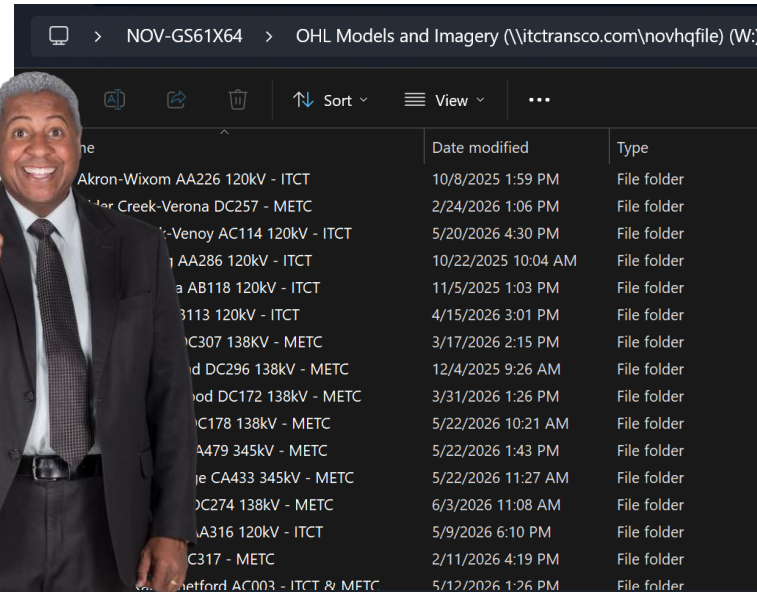 NOV-GS61X64 > OHL Models and Imagery (\\itctransco.com\novhqfile) (W:)
Sort View
ne Date modified Type
Akron-Wixom AA226 120kV - ITCT 10/8/2025 1:59 PM File folder
der Creek-Verona DC257 - METC 2/24/2026 1:06 PM File folder
k-Venoy AC114 120kV - ITCT 5/20/2026 4:30 PM File folder
AA286 120kV - ITCT 10/22/2025 10:04 AM File folder
a AB118 120kV - ITCT 11/5/2025 1:03 PM File folder
B113 120kV - ITCT 4/15/2026 3:01 PM File folder
DC307 138kV - METC 3/17/2026 2:15 PM File folder
d DC296 138kV - METC 12/4/2025 9:26 AM File folder
ood DC172 138kV - METC 3/31/2026 1:26 PM File folder
DC178 138kV - METC 5/22/2026 10:21 AM File folder
A479 345kV - METC 5/22/2026 1:43 PM File folder
ge CA433 345kV - METC 5/22/2026 11:27 AM File folder
DC274 138kV - METC 6/3/2026 11:08 AM File folder
AA316 120kV - ITCT 5/9/2026 6:10 PM File folder
C317 - METC 2/11/2026 4:19 PM File folder
hetford AC003 - ITCT & METC 5/12/2026 1:26 PM File folder